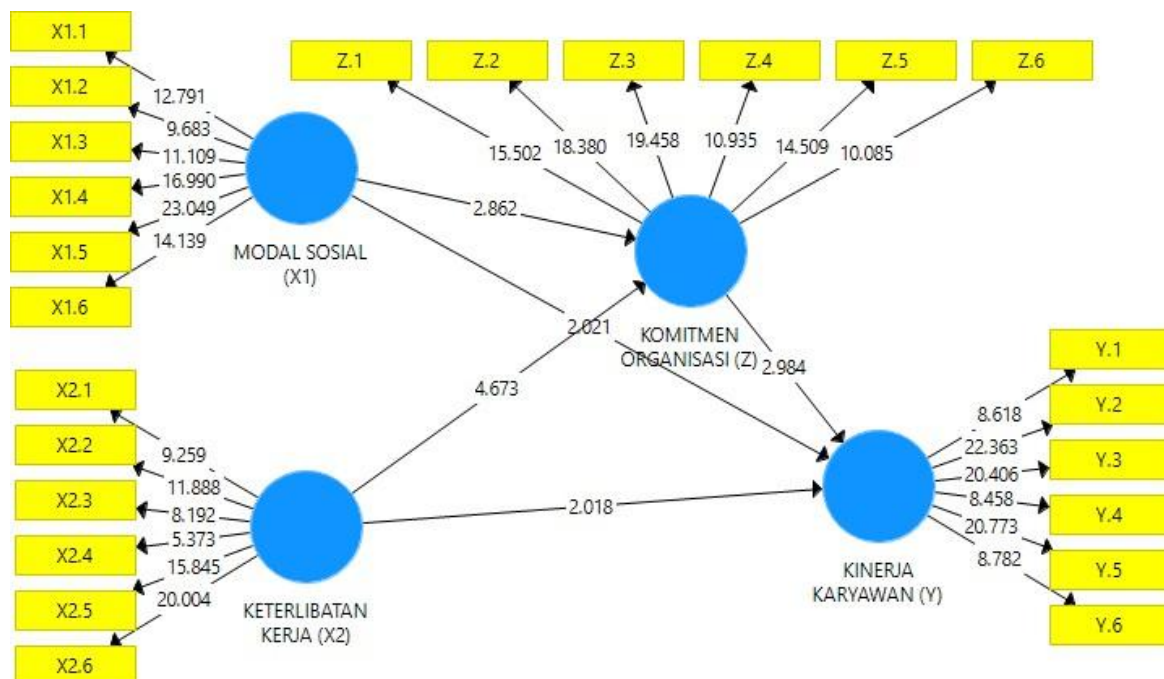 X1.1
X1.2
X1.3
X1.4
X1.5
X1.6
12.791
9.683
11.109
16.990
23.049
14.139
MODAL SOSIAL
(X1)
Z.1
Z.2
Z.3
Z.4
Z.5
Z.6
15.502
18.380
19.458
10.935
14.509
10.085
2.862
2.021
KOMITMEN
ORGANISASI (Z)
2.984
4.673
2.018
X2.1
X2.2
X2.3
X2.4
X2.5
X2.6
9.259
11.888
8.192
5.373
15.845
20.004
KETERLIBATAN
KERJA (X2)
KINERJA
KARYAWAN (Y)
8.618
22.363
20.406
8.458
20.773
8.782
Y.1
Y.2
Y.3
Y.4
Y.5
Y.6